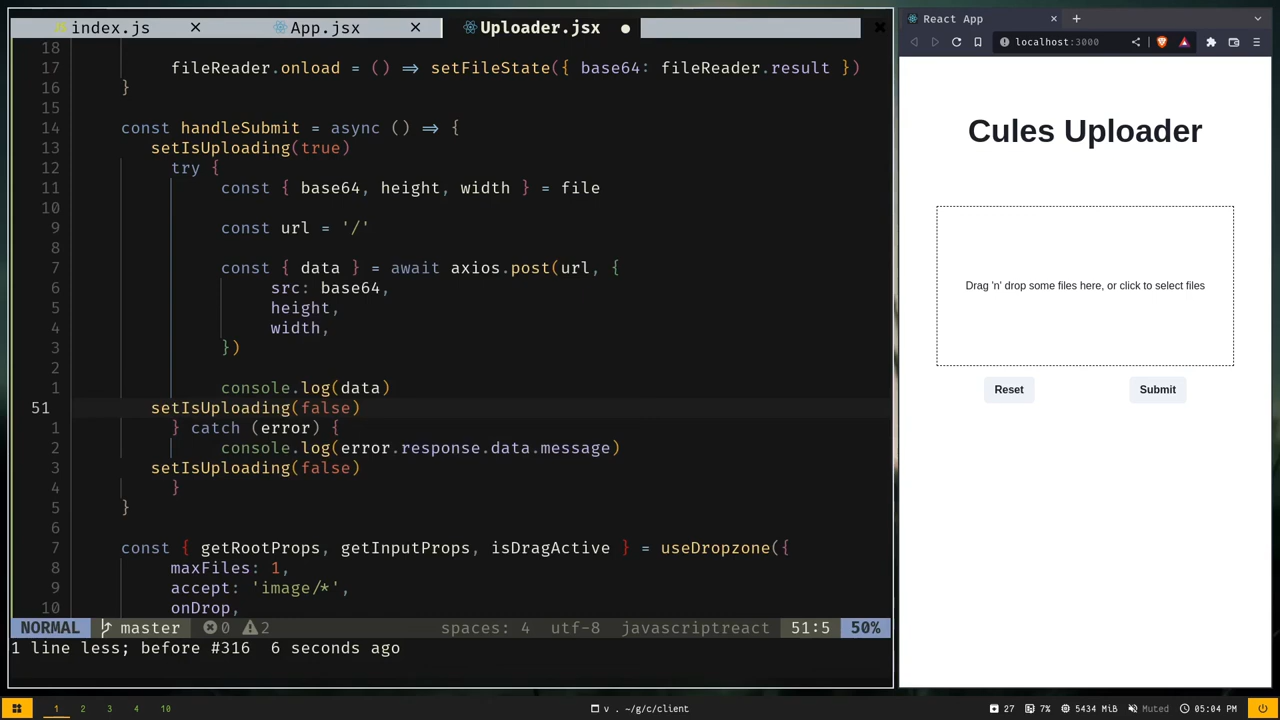 index.js ✕ App.jsx ✕ Uploader.jsx ●
18
17 fileReader.onload = () => setFileState({ base64: fileReader.result })
16 }
15
14 const handleSubmit = async () => {
13 setIsUploading(true)
12 try {
11 const { base64, height, width } = file
10
9 const url = '/'
8
7 const { data } = await axios.post(url, {
6 src: base64,
5 height,
4 width,
3 })
2
1 console.log(data)
51 setIsUploading(false)
1 } catch (error) {
2 console.log(error.response.data.message)
3 setIsUploading(false)
4 }
5 }
6
7 const { getRootProps, getInputProps, isDragActive } = useDropzone({
8 maxFiles: 1,
9 accept: 'image/*',
10 onDrop,
NORMAL master 0 2 spaces: 4 utf-8 javascriptreact 51:5 50%
1 line less; before #316 6 seconds ago
React App
localhost:3000
Cules Uploader
Drag 'n' drop some files here, or click to select files
Reset Submit
1 2 3 4 10 v . ~/g/c/client 27 7% 5434 MiB Muted 05:04 PM